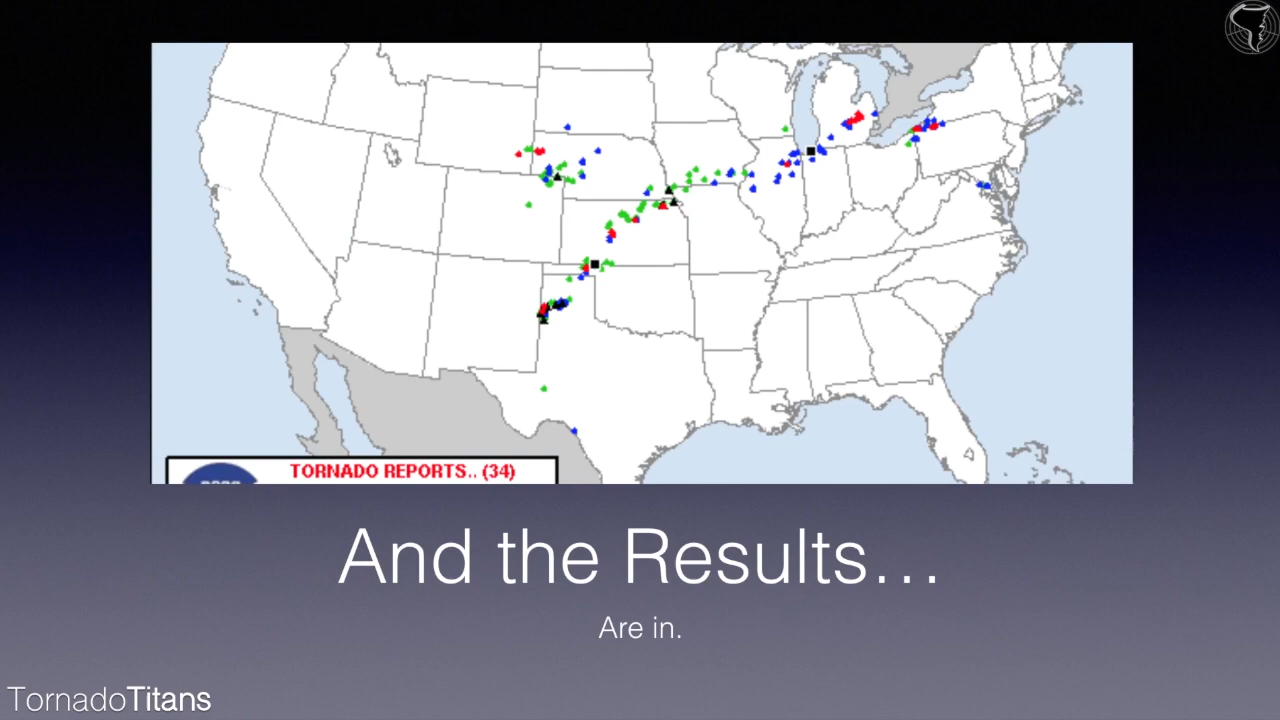 TORNADO REPORTS.. (34)
And the Results…
Are in.
TornadoTitans